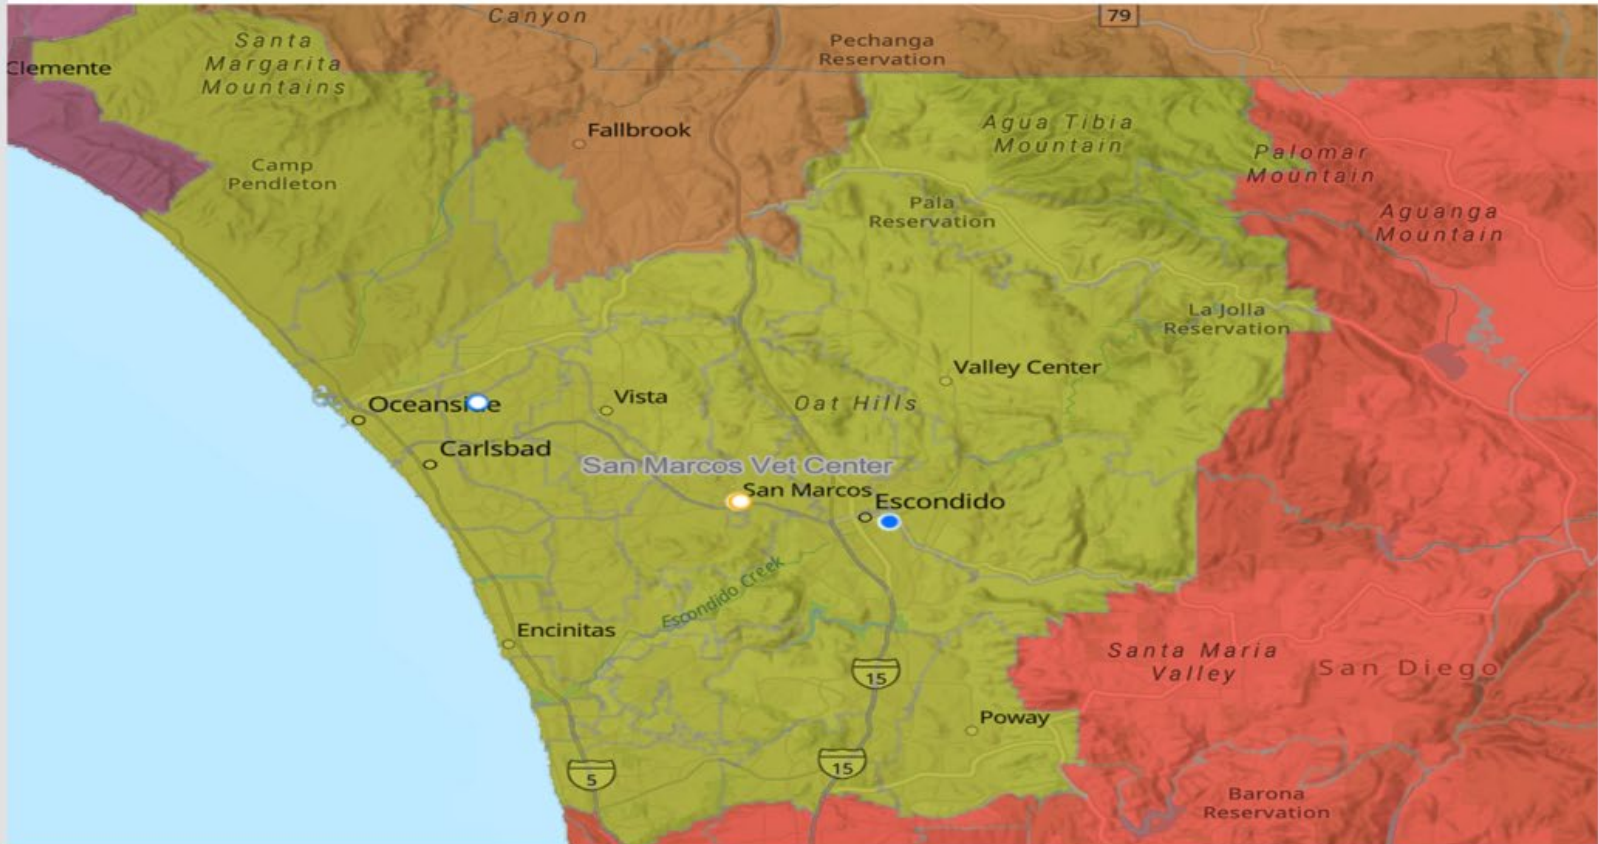 Canyon
79
Santa
Margarita
Mountains
Pechanga
Reservation
Clemente
Fallbrook
Agua Tibia
Mountain
Camp
Pendleton
Palomar
Mountain
Pala
Reservation
Aguanga
Mountain
La Jolla
Reservation
Valley Center
Oceanside
Vista
Oat Hills
Carlsbad
San Marcos Vet Center
San Marcos
Escondido
Escondido Creek
Encinitas
Santa Maria
Valley
San Diego
15
Poway
15
5
Barona
Reservation